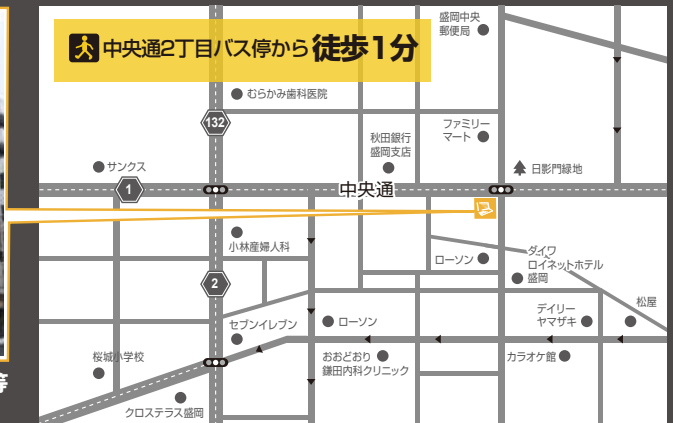 中央通2丁目バス停から徒歩1分
盛岡中央
郵便局
むらかみ歯科医院
132
秋田銀行
盛岡支店
ファミリー
マート
サンクス
日影門緑地
1
中央通
小林産婦人科
ローソン
ダイワ
ロイネットホテル
盛岡
2
セブンイレブン
ローソン
デイリー
ヤマザキ
松屋
桜城小学校
おおどおり
鎌田内科クリニック
カラオケ館
等
クロステラス盛岡